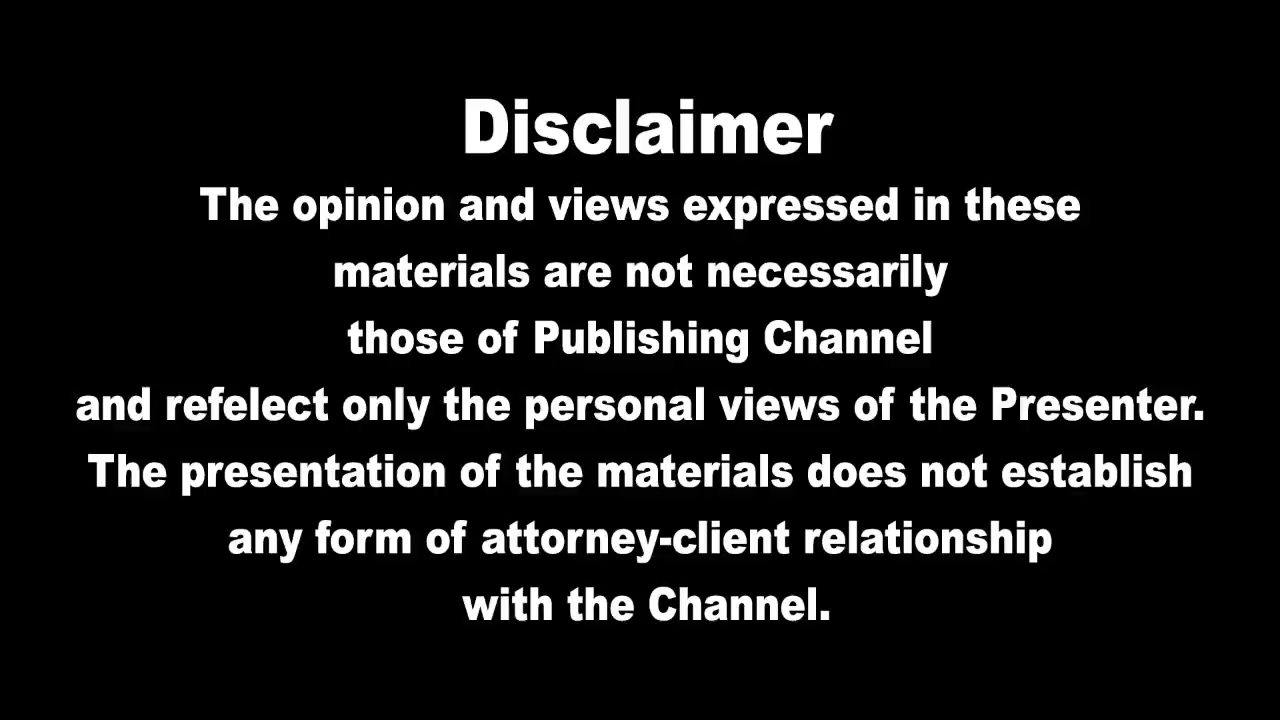 Disclaimer
The opinion and views expressed in these
materials are not necessarily
those of Publishing Channel
and refelect only the personal views of the Presenter.
The presentation of the materials does not establish
any form of attorney-client relationship
with the Channel.